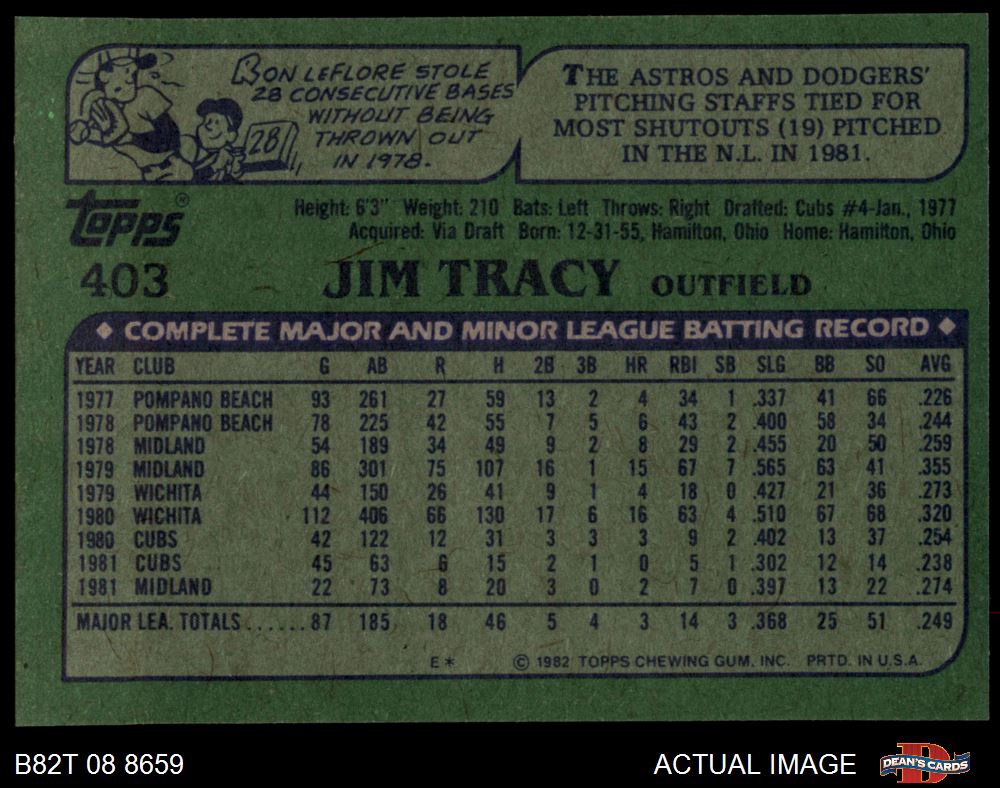 RON LEFLORE STOLE
28 CONSECUTIVE BASES
WITHOUT BEING
THROWN OUT
IN 1978.
28
THE ASTROS AND DODGERS'
PITCHING STAFFS TIED FOR
MOST SHUTOUTS (19) PITCHED
IN THE N.L. IN 1981.
Topps®
Height: 6'3" Weight: 210 Bats: Left Throws: Right Drafted: Cubs #4-Jan., 1977
Acquired: Via Draft Born: 12-31-55, Hamilton, Ohio Home: Hamilton, Ohio
403 JIM TRACY OUTFIELD
◆ COMPLETE MAJOR AND MINOR LEAGUE BATTING RECORD ◆
YEAR CLUB G AB R H 2B 3B HR RBI SB SLG BB SO AVG
1977 POMPANO BEACH 93 261 27 59 13 2 4 34 1 .337 41 66 .226
1978 POMPANO BEACH 78 225 42 55 7 5 6 43 2 .400 58 34 .244
1978 MIDLAND 54 189 34 49 9 2 8 29 2 .455 20 50 .259
1979 MIDLAND 86 301 75 107 16 1 15 67 7 .565 63 41 .355
1979 WICHITA 44 150 26 41 9 1 4 18 0 .427 21 36 .273
1980 WICHITA 112 406 66 130 17 6 16 63 4 .510 67 68 .320
1980 CUBS 42 122 12 31 3 3 3 9 2 .402 13 37 .254
1981 CUBS 45 63 6 15 2 1 0 5 1 .302 12 14 .238
1981 MIDLAND 22 73 8 20 3 0 2 7 0 .397 13 22 .274
MAJOR LEA. TOTALS......87 185 18 46 5 4 3 14 3 .368 25 51 .249
E* © 1982 TOPPS CHEWING GUM, INC. PRTD. IN U.S.A.
B82T 08 8659
ACTUAL IMAGE
DEAN'S CARDS